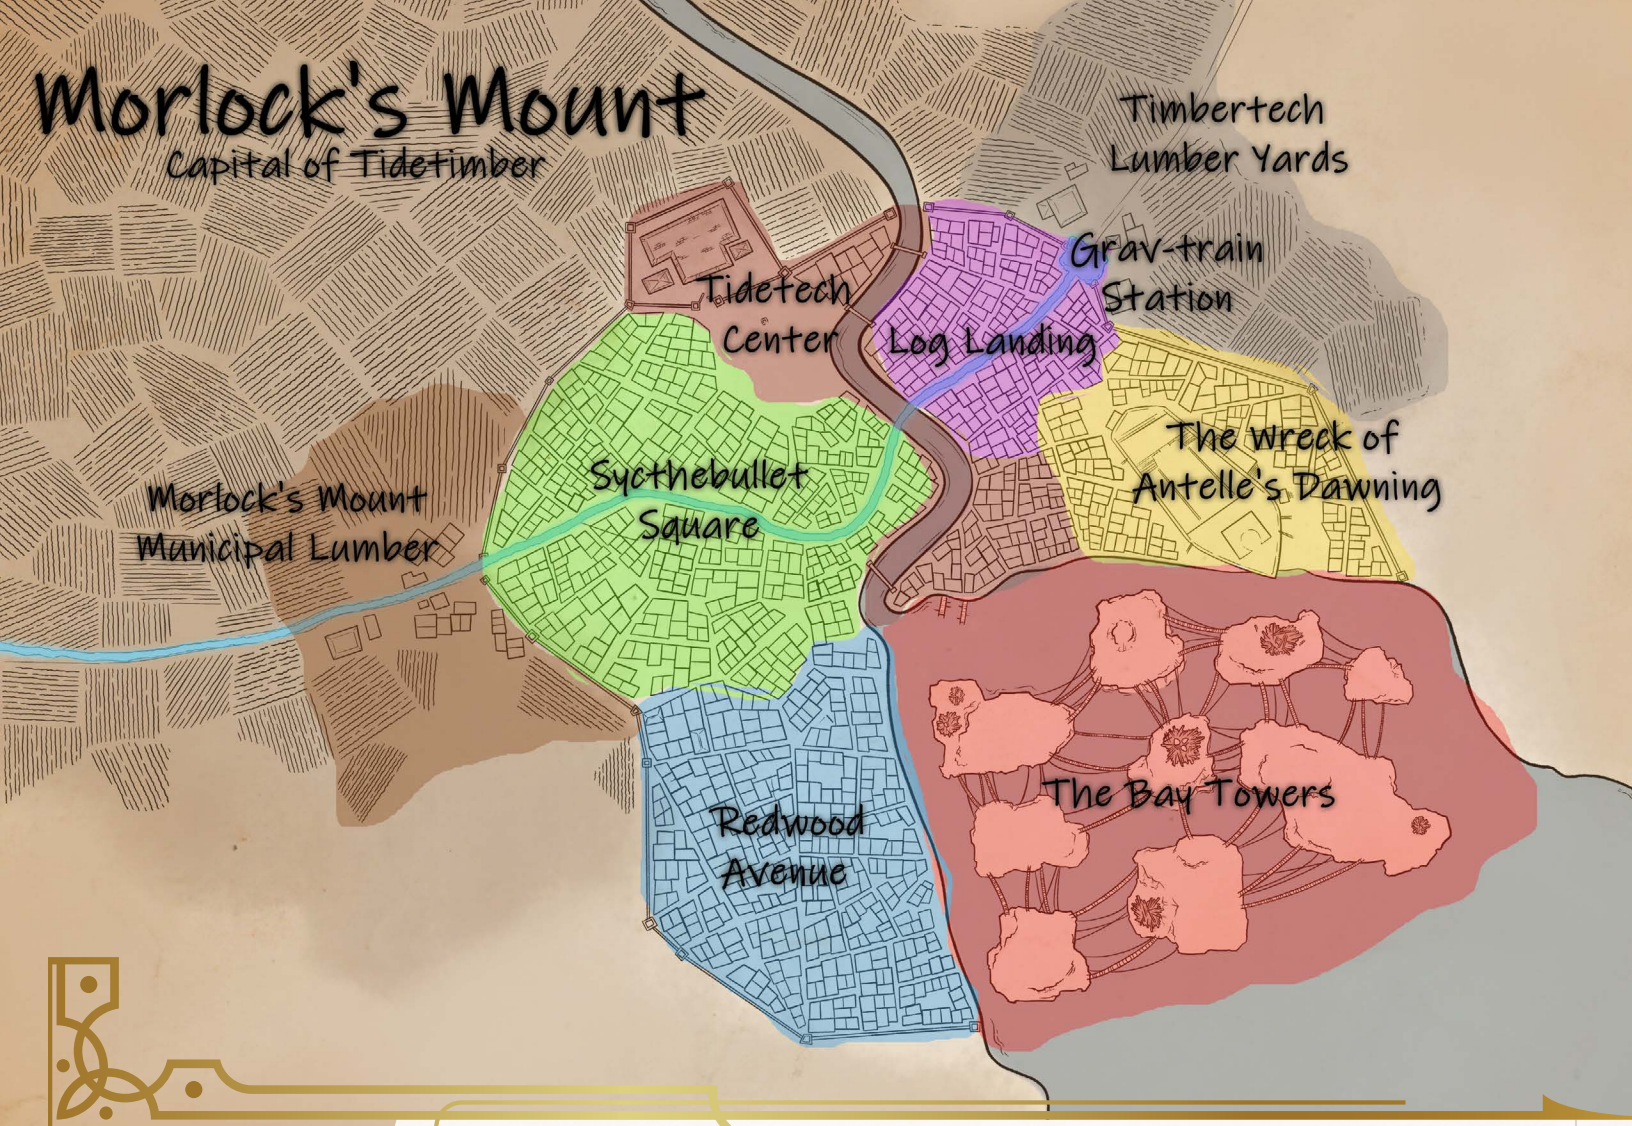 Morlock's Mount
Capital of Tidetimber
Timbertech
Lumber Yards
Grav-train
Station
Tidetech
Center
Log Landing
The Wreck of
Antelle's Dawning
Sycthebullet
Square
Morlock's Mount
Municipal Lumber
The Bay Towers
Redwood
Avenue